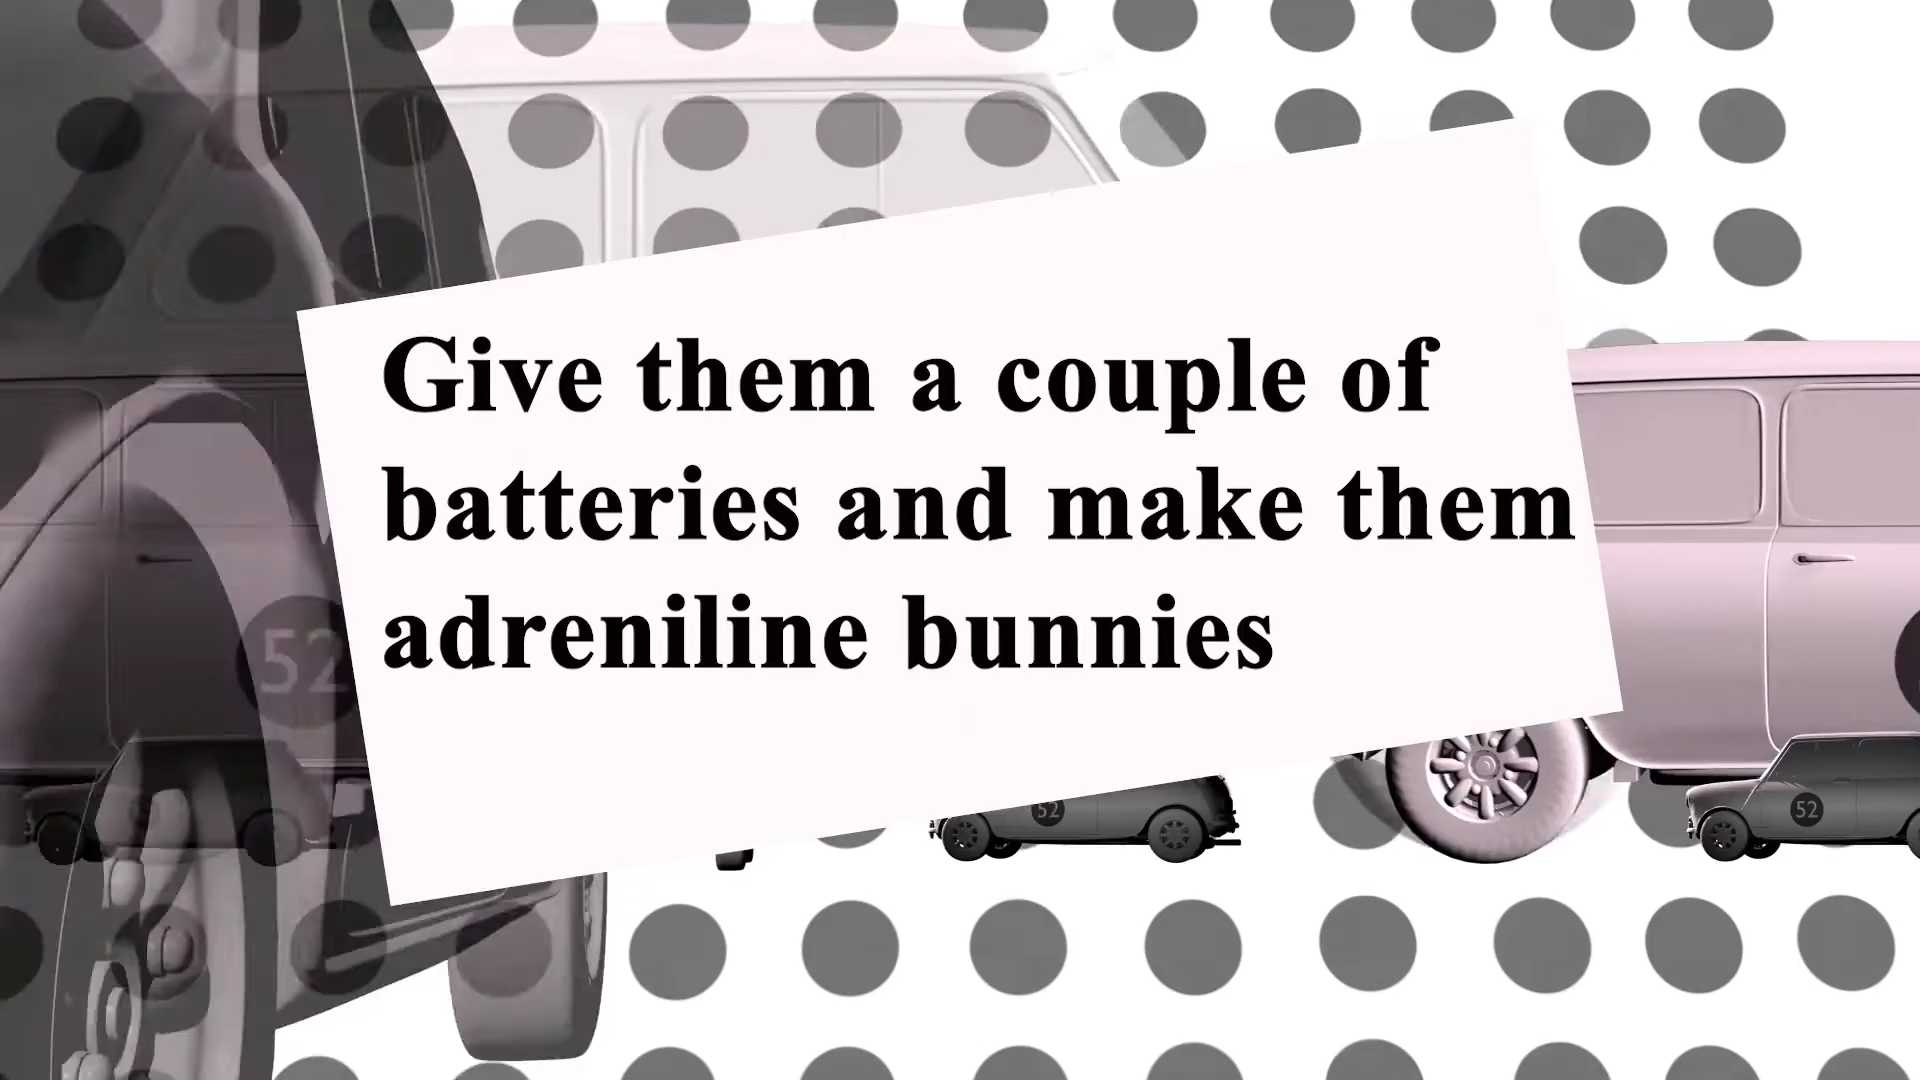 Give them a couple of
batteries and make them
adreniline bunnies
52
52
52